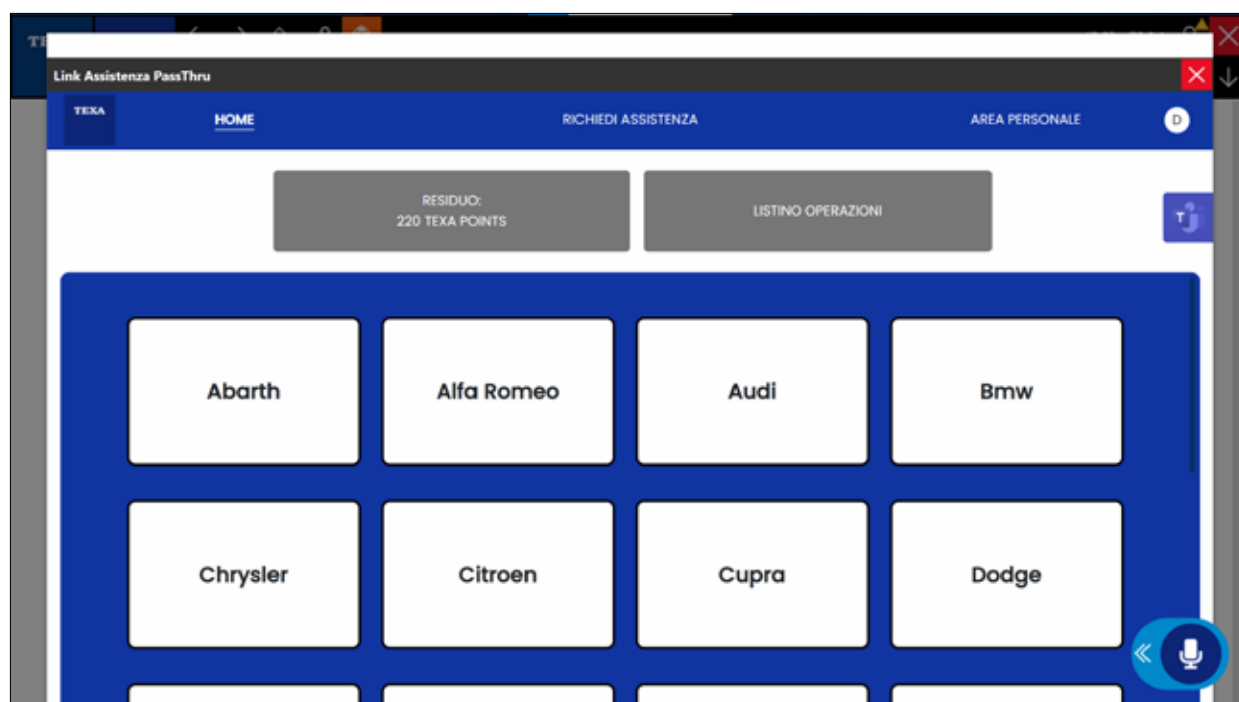 Link Assistenza PassThru
TEXA
HOME
RICHIEDI ASSISTENZA
AREA PERSONALE
D
RESIDUO:
220 TEXA POINTS
LISTINO OPERAZIONI
T
Abarth
Alfa Romeo
Audi
Bmw
Chrysler
Citroen
Cupra
Dodge